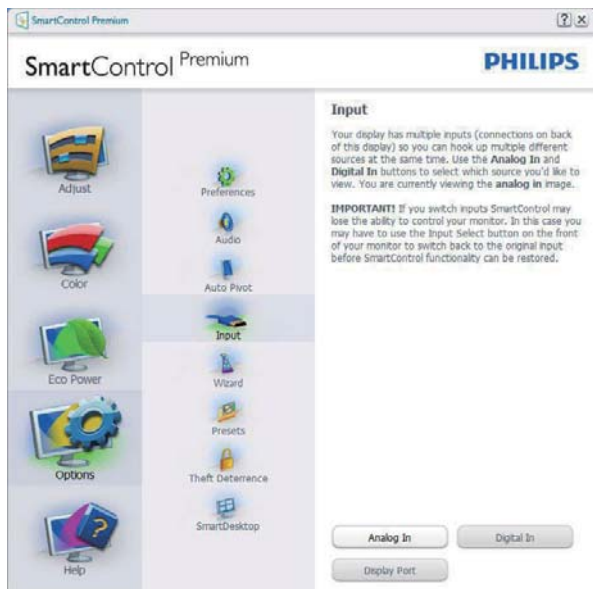 SmartControl Premium
SmartControl Premium
PHILIPS
Adjust
Color
Eco Power
Options
Help
Preferences
Audio
Auto Pivot
Input
Wizard
Presets
Theft Deterrence
SmartDesktop
Input
Your display has multiple inputs (connections on back
of this display) so you can hook up multiple different
sources at the same time. Use the Analog In and
Digital In buttons to select which source you'd like to
view. You are currently viewing the analog in image.
IMPORTANT! If you switch inputs SmartControl may
lose the ability to control your monitor. In this case you
may have to use the Input Select button on the front
of your monitor to switch back to the original input
before SmartControl functionality can be restored.
Analog In
Digital In
Display Port